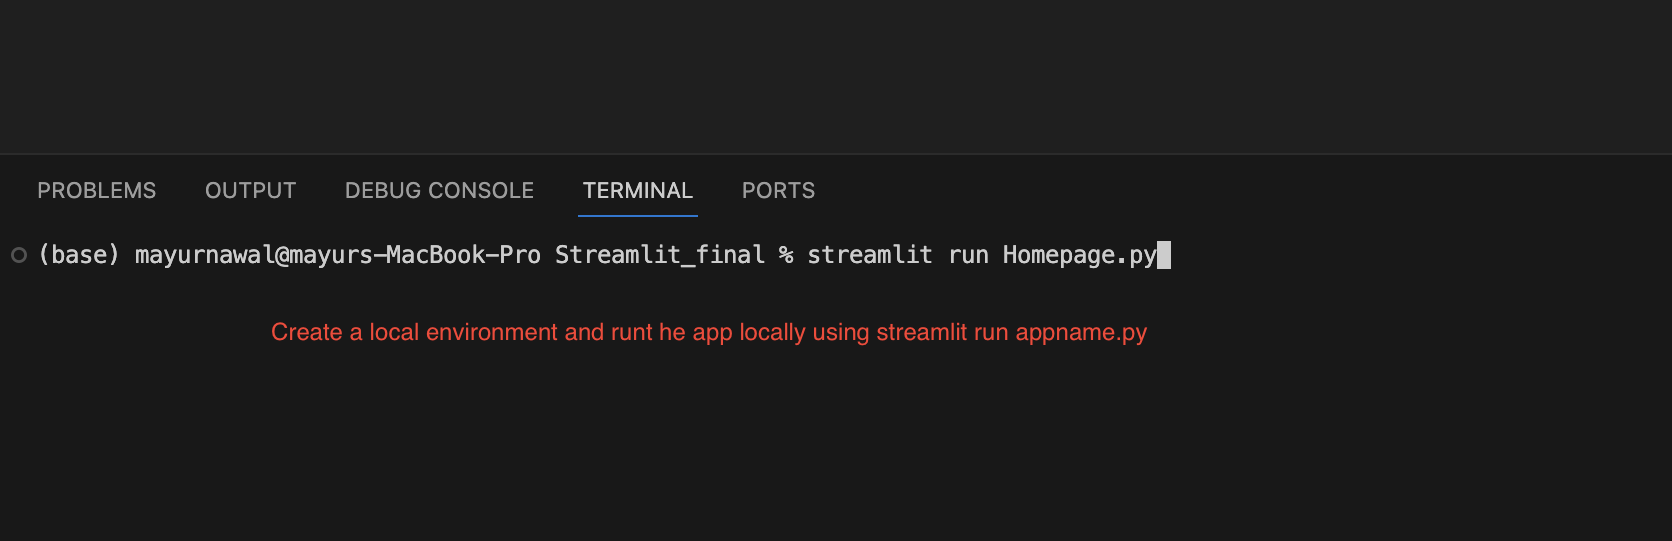 PROBLEMS OUTPUT DEBUG CONSOLE TERMINAL PORTS
(base) mayurnawal@mayurs-MacBook-Pro Streamlit_final % streamlit run Homepage.py
Create a local environment and runt he app locally using streamlit run appname.py